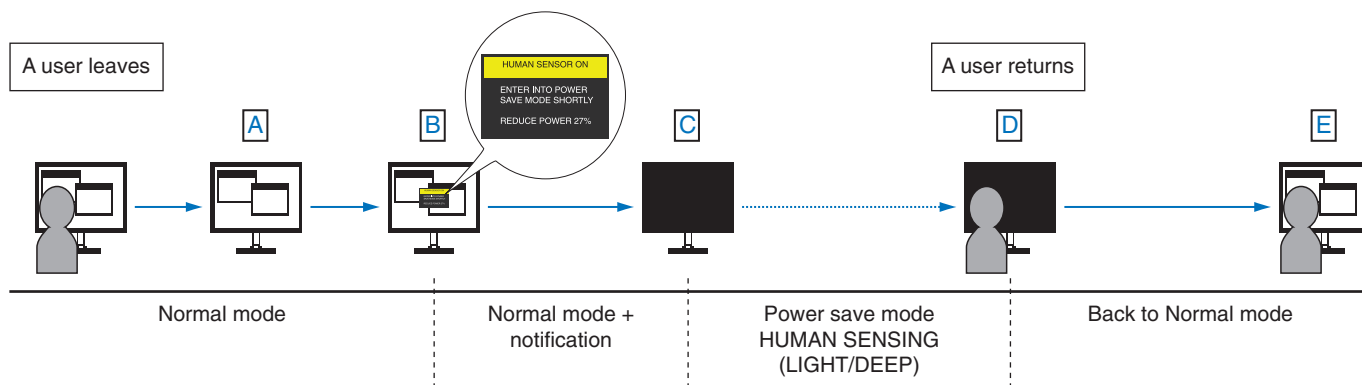 A user leaves
HUMAN SENSOR ON
ENTER INTO POWER
SAVE MODE SHORTLY
REDUCE POWER 27%
A user returns
A
B
C
D
E
Normal mode
Normal mode +
notification
Power save mode
HUMAN SENSING
(LIGHT/DEEP)
Back to Normal mode